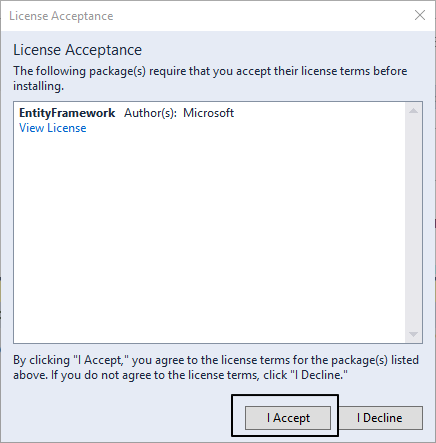 License Acceptance
License Acceptance
The following package(s) require that you accept their license terms before
installing.
EntityFramework Author(s): Microsoft
View License
By clicking "I Accept," you agree to the license terms for the package(s) listed
above. If you do not agree to the license terms, click "I Decline."
I Accept I Decline